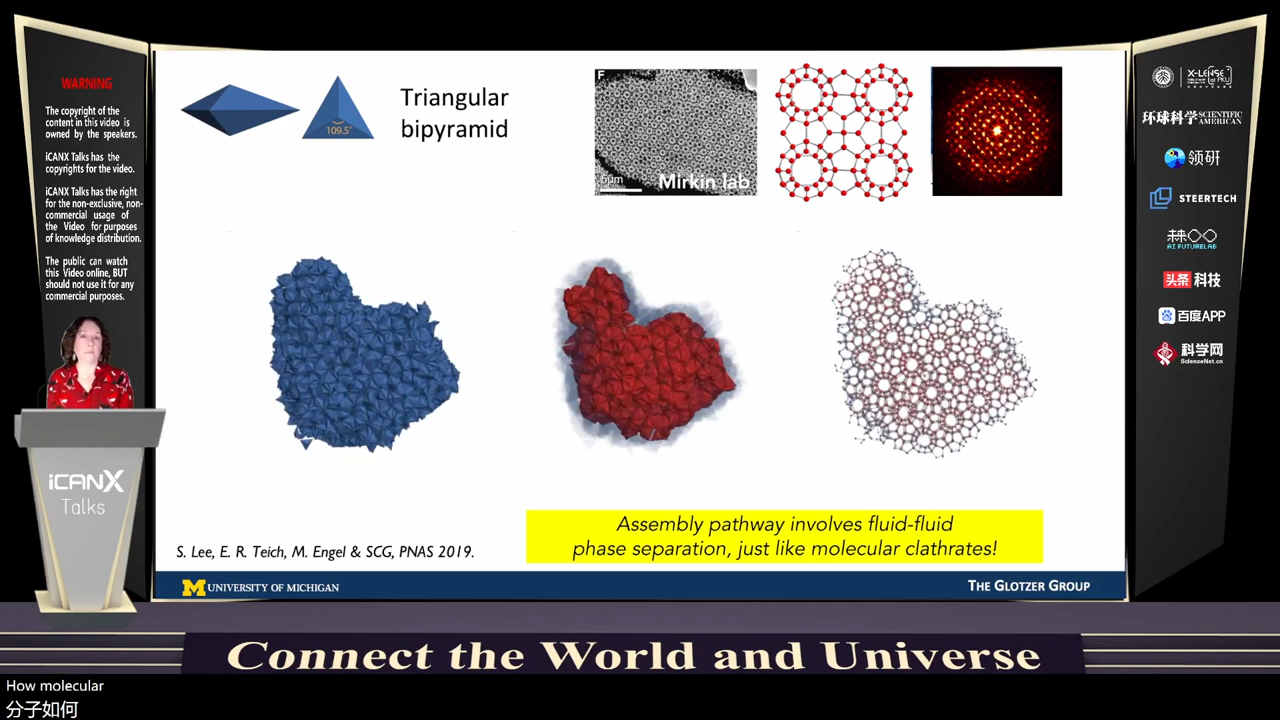 WARNING
The copyright of the
content in this video is
owned by the speakers.
iCANX Talks has the
copyrights for the video.
iCANX Talks has the right
for the non-exclusive, non-
commercial usage of
the Video for purposes
of knowledge distribution.
The public can watch
this Video online, BUT
should not use it for any
commercial purposes.
iCANX
Talks
109.5°
Triangular
bipyramid
F
Mirkin lab
S. Lee, E. R. Teich, M. Engel & SCG, PNAS 2019.
Assembly pathway involves fluid-fluid
phase separation, just like molecular clathrates!
M UNIVERSITY OF MICHIGAN
THE GLOTZER GROUP
X-LENSE
环球科学 SCIENTIFIC AMERICAN
领研
STEERTECH
AI FUTURELAB
头条 科技
百度APP
科学网
ScienceNet.cn
Connect the World and Universe
How molecular
分子如何